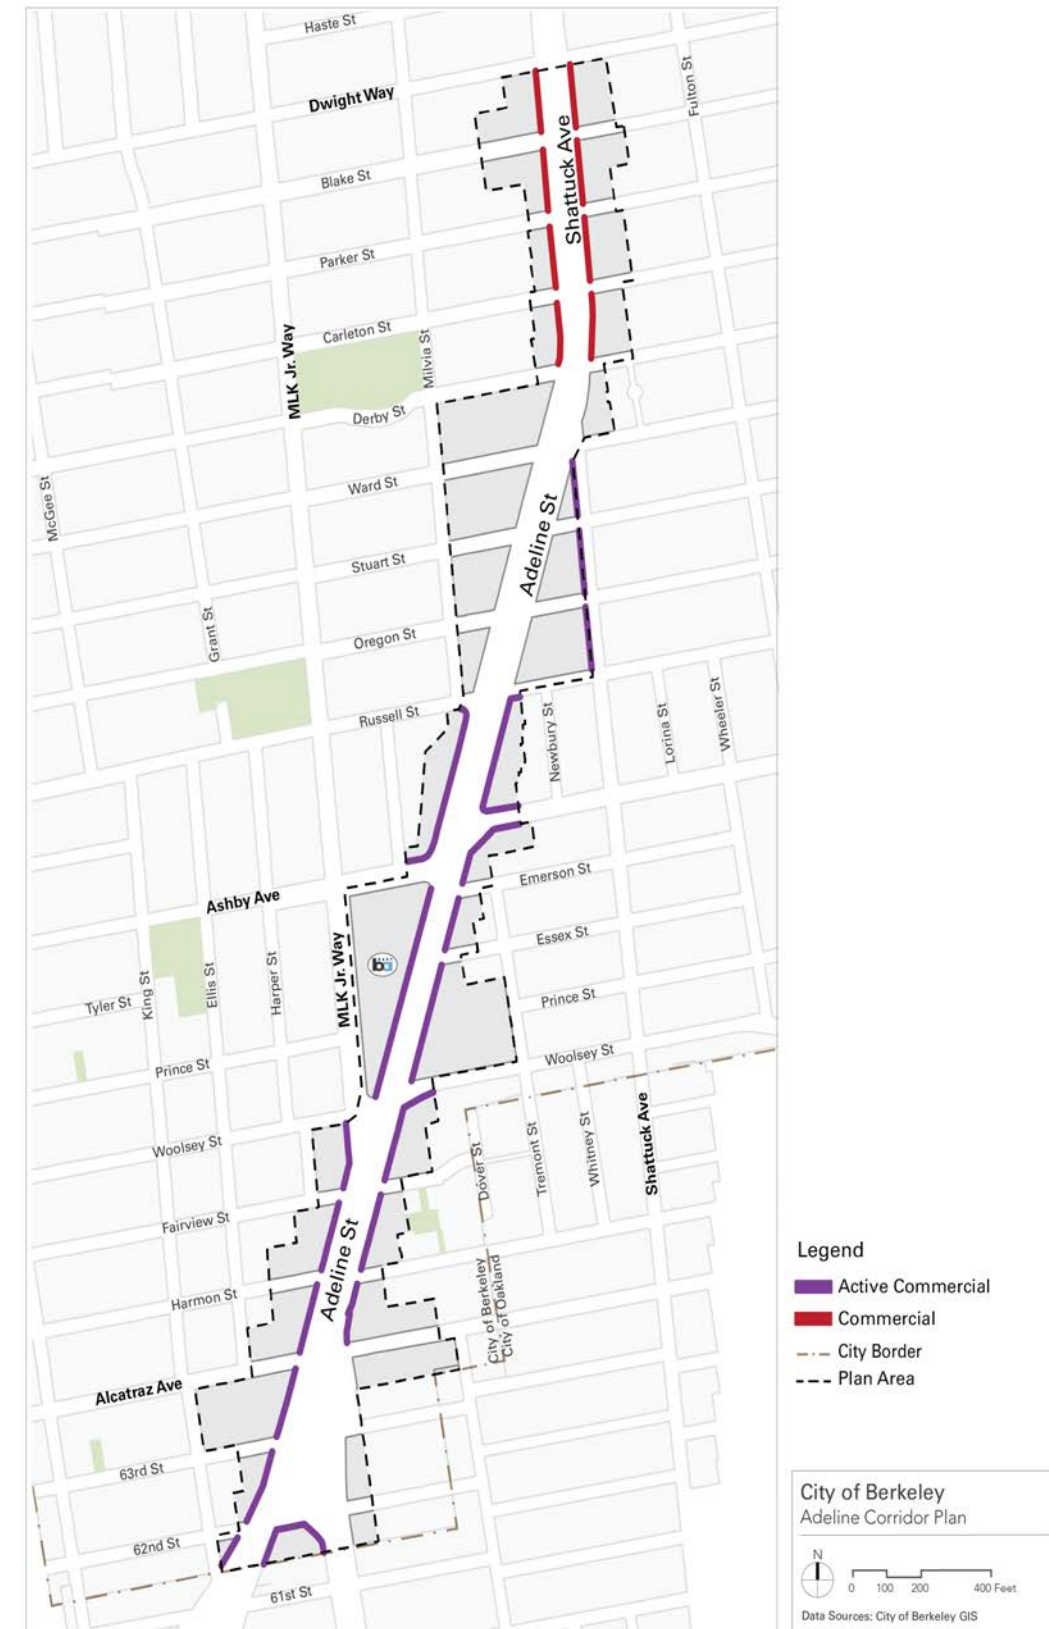 Haste St
Dwight Way
Fulton St
Shattuck Ave
Blake St
Parker St
Carleton St
MLK Jr. Way
Milvia St
Derby St
McGee St
Ward St
Adeline St
Stuart St
Grant St
Oregon St
Russell St
Newbury St
Lorina St
Wheeler St
Ashby Ave
Emerson St
Essex St
MLK Jr. Way
Harper St
Ellis St
King St
Tyler St
Prince St
Prince St
Woolsey St
Shattuck Ave
Woolsey St
Dover St
Tremont St
Whitney St
Fairview St
Adeline St
Harmon St
City of Berkeley
City of Oakland
Alcatraz Ave
63rd St
62nd St
61st St
Legend
Active Commercial
Commercial
City Border
Plan Area
City of Berkeley
Adeline Corridor Plan
N
0 100 200 400 Feet
Data Sources: City of Berkeley GIS